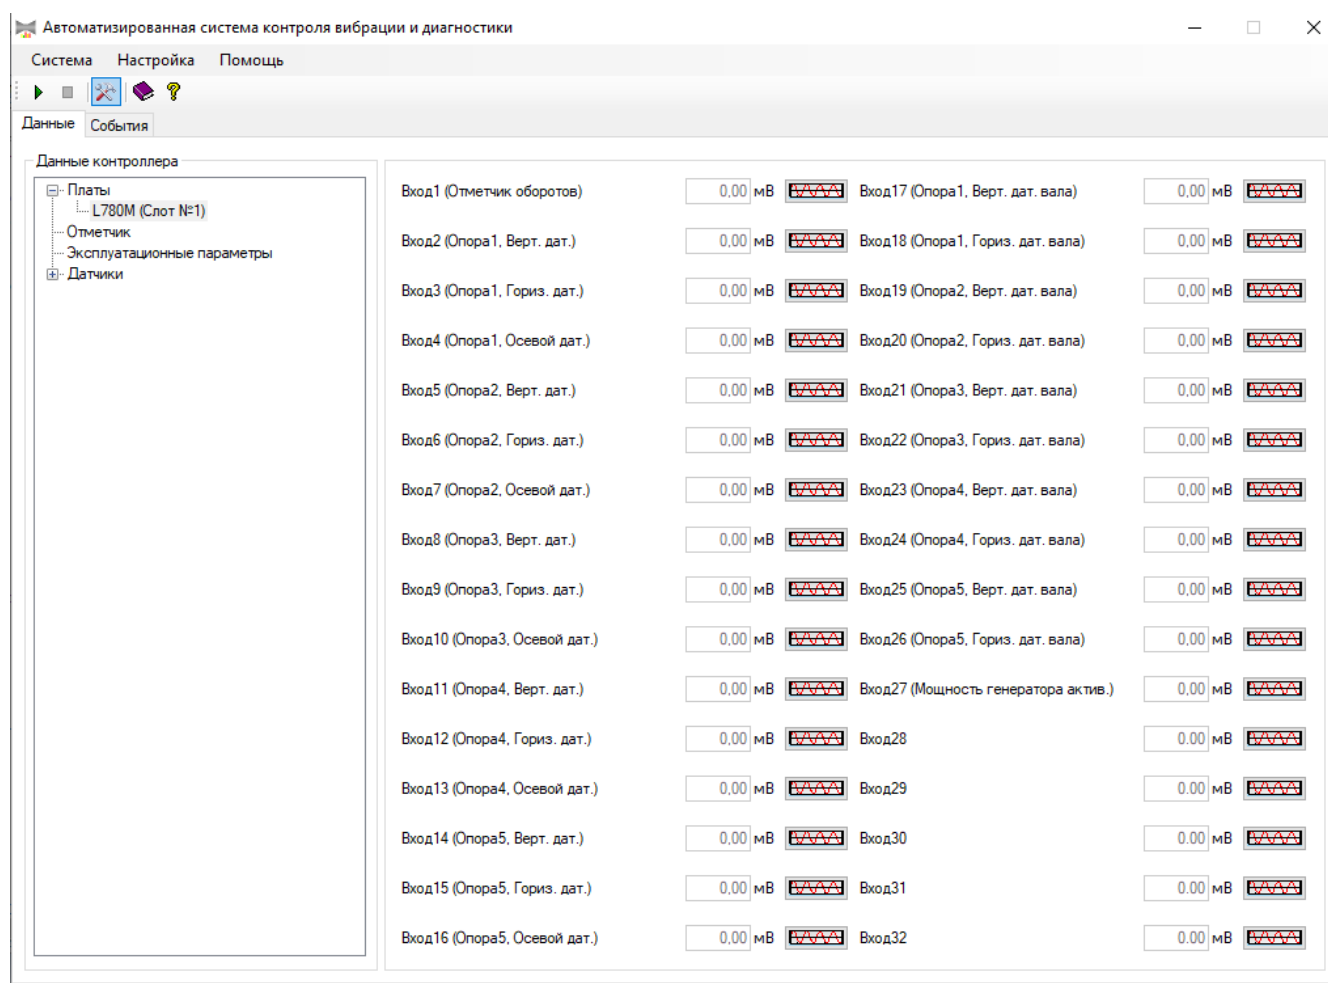 Автоматизированная система контроля вибрации и диагностики
Система Настройка Помощь
Данные События
Данные контроллера
Платы
L780M (Слот №1)
Отметчик
Эксплуатационные параметры
Датчики
Вход1 (Отметчик оборотов) 0,00 мВ Вход17 (Опора1, Верт. дат. вала) 0,00 мВ
Вход2 (Опора1, Верт. дат.) 0,00 мВ Вход18 (Опора1, Гориз. дат. вала) 0,00 мВ
Вход3 (Опора1, Гориз. дат.) 0,00 мВ Вход19 (Опора2, Верт. дат. вала) 0,00 мВ
Вход4 (Опора1, Осевой дат.) 0,00 мВ Вход20 (Опора2, Гориз. дат. вала) 0,00 мВ
Вход5 (Опора2, Верт. дат.) 0,00 мВ Вход21 (Опора3, Верт. дат. вала) 0,00 мВ
Вход6 (Опора2, Гориз. дат.) 0,00 мВ Вход22 (Опора3, Гориз. дат. вала) 0,00 мВ
Вход7 (Опора2, Осевой дат.) 0,00 мВ Вход23 (Опора4, Верт. дат. вала) 0,00 мВ
Вход8 (Опора3, Верт. дат.) 0,00 мВ Вход24 (Опора4, Гориз. дат. вала) 0,00 мВ
Вход9 (Опора3, Гориз. дат.) 0,00 мВ Вход25 (Опора5, Верт. дат. вала) 0,00 мВ
Вход10 (Опора3, Осевой дат.) 0,00 мВ Вход26 (Опора5, Гориз. дат. вала) 0,00 мВ
Вход11 (Опора4, Верт. дат.) 0,00 мВ Вход27 (Мощность генератора актив.) 0,00 мВ
Вход12 (Опора4, Гориз. дат.) 0,00 мВ Вход28 0.00 мВ
Вход13 (Опора4, Осевой дат.) 0,00 мВ Вход29 0.00 мВ
Вход14 (Опора5, Верт. дат.) 0,00 мВ Вход30 0.00 мВ
Вход15 (Опора5, Гориз. дат.) 0,00 мВ Вход31 0.00 мВ
Вход16 (Опора5, Осевой дат.) 0,00 мВ Вход32 0.00 мВ